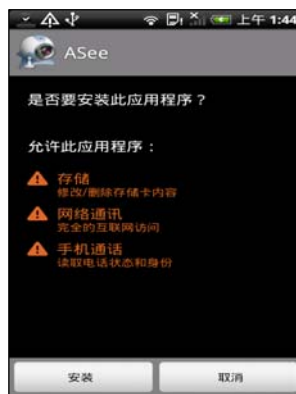 上午 1:44
ASee
是否要安装此应用程序？
允许此应用程序：
存储
修改/删除存储卡内容
网络通讯
完全的互联网访问
手机通话
读取电话状态和身份
安装
取消